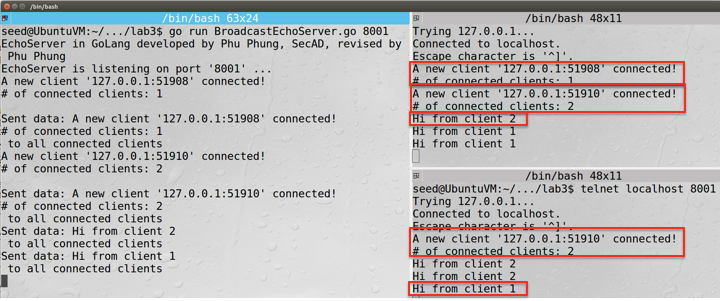 /bin/bash
/bin/bash 63x24
seed@UbuntuVM:~/.../lab3$ go run BroadcastEchoServer.go 8001
EchoServer in GoLang developed by Phu Phung, SecAD, revised by
Phu Phung
EchoServer is listening on port '8001' ...
A new client '127.0.0.1:51908' connected!
# of connected clients: 1
Sent data: A new client '127.0.0.1:51908' connected!
# of connected clients: 1
to all connected clients
A new client '127.0.0.1:51910' connected!
# of connected clients: 2
Sent data: A new client '127.0.0.1:51910' connected!
# of connected clients: 2
to all connected clients
Sent data: Hi from client 2
to all connected clients
Sent data: Hi from client 1
to all connected clients
/bin/bash 48x11
Trying 127.0.0.1...
Connected to localhost.
Escape character is '^]'.
A new client '127.0.0.1:51908' connected!
# of connected clients: 1
A new client '127.0.0.1:51910' connected!
# of connected clients: 2
Hi from client 2
Hi from client 1
Hi from client 1
/bin/bash 48x11
seed@UbuntuVM:~/.../lab3$ telnet localhost 8001
Trying 127.0.0.1...
Connected to localhost.
Escape character is '^]'.
A new client '127.0.0.1:51910' connected!
# of connected clients: 2
Hi from client 2
Hi from client 2
Hi from client 1